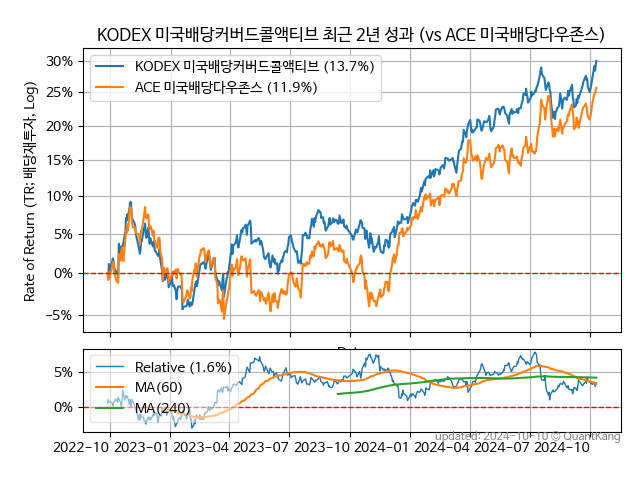 KODEX 미국배당커버드콜액티브 최근 2년 성과 (vs ACE 미국배당다우존스)
KODEX 미국배당커버드콜액티브 (13.7%)
ACE 미국배당다우존스 (11.9%)
Rate of Return (TR: 배당재투자, Log)
30%
25%
20%
15%
10%
5%
0%
−5%
Relative (1.6%)
MA(60)
MA(240)
5%
0%
updated: 2024-10-10 © QuantKang
2022-10 2023-01 2023-04 2023-07 2023-10 2024-01 2024-04 2024-07 2024-10